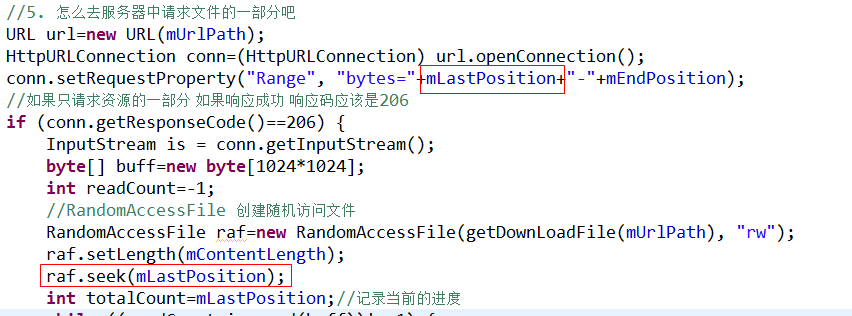 //5. 怎么去服务器中请求文件的一部分吧
URL url=new URL(mUrlPath);
HttpURLConnection conn=(HttpURLConnection) url.openConnection();
conn.setRequestProperty("Range", "bytes="+mLastPosition+"-"+mEndPosition);
//如果只请求资源的一部分 如果响应成功 响应码应该是206
if (conn.getResponseCode()==206) {
InputStream is = conn.getInputStream();
byte[] buff=new byte[1024*1024];
int readCount=-1;
//RandomAccessFile 创建随机访问文件
RandomAccessFile raf=new RandomAccessFile(getDownLoadFile(mUrlPath), "rw");
raf.setLength(mContentLength);
raf.seek(mLastPosition);
int totalCount=mLastPosition;//记录当前的进度